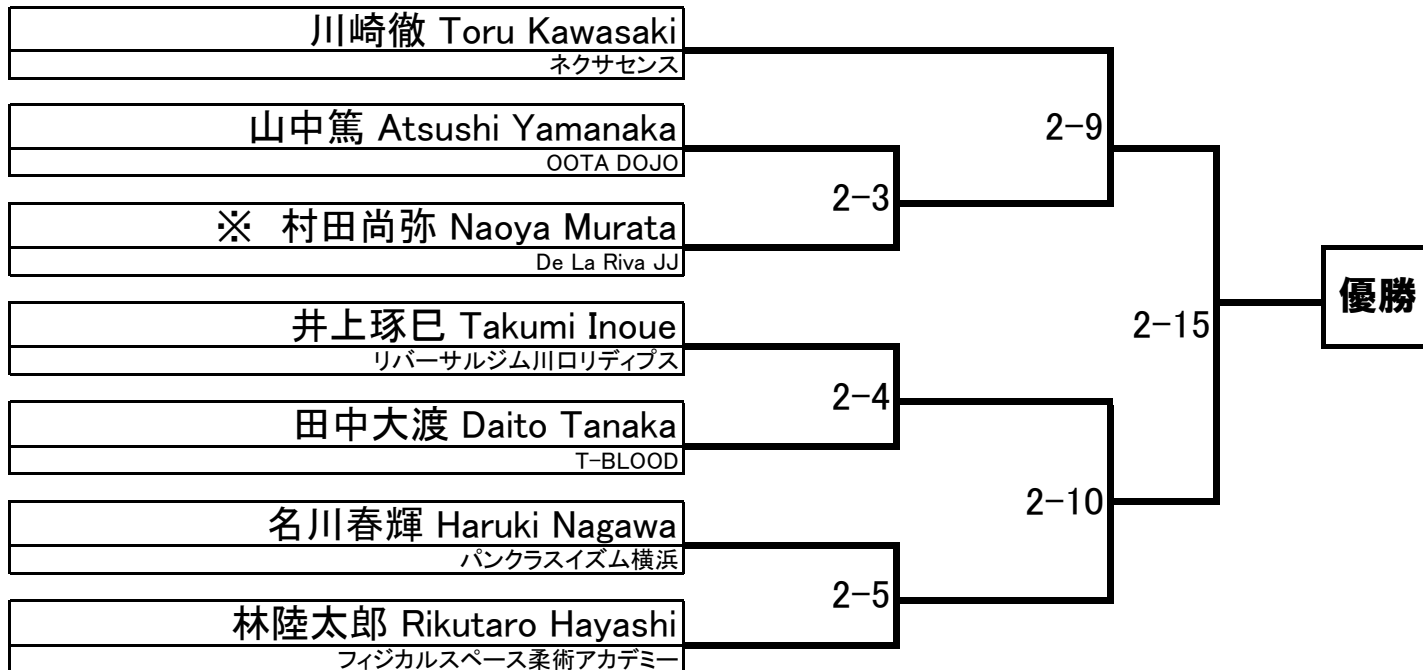 川崎徹 Toru Kawasaki
ネクサセンス
2-9
山中篤 Atsushi Yamanaka
OOTA DOJO
2-3
※ 村田尚弥 Naoya Murata
De La Riva JJ
優勝
井上琢巳 Takumi Inoue
リバーサルジム川口リディプス
2-15
2-4
田中大渡 Daito Tanaka
T-BLOOD
2-10
名川春輝 Haruki Nagawa
パンクラスイズム横浜
2-5
林陸太郎 Rikutaro Hayashi
フィジカルスペース柔術アカデミー